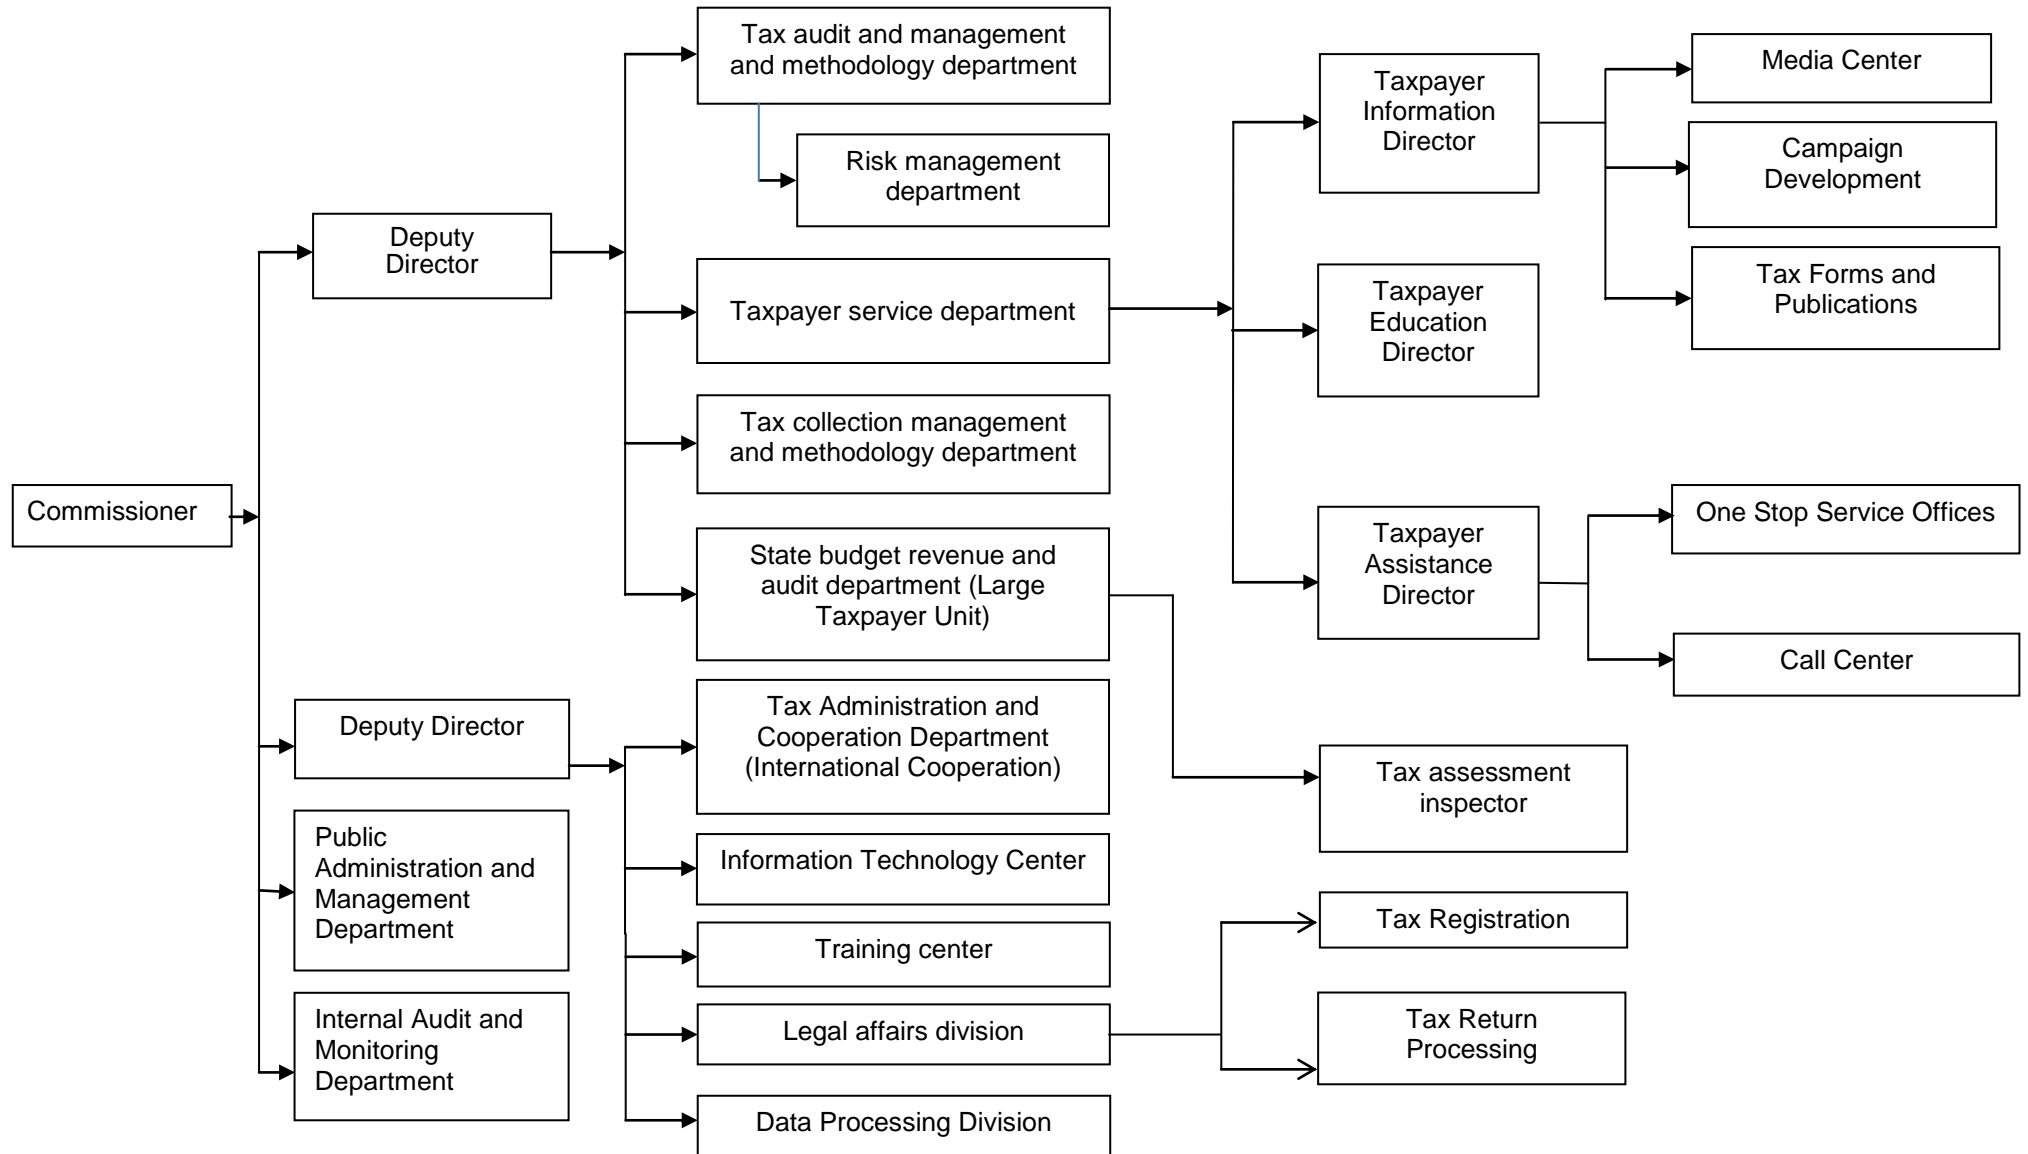 Commissioner
Deputy
Director
Deputy Director
Public
Administration and
Management
Department
Internal Audit and
Monitoring
Department
Tax audit and management
and methodology department
Risk management
department
Taxpayer service department
Tax collection management
and methodology department
State budget revenue and
audit department (Large
Taxpayer Unit)
Tax Administration and
Cooperation Department
(International Cooperation)
Information Technology Center
Training center
Legal affairs division
Data Processing Division
Taxpayer
Information
Director
Taxpayer
Education
Director
Taxpayer
Assistance
Director
Tax assessment
inspector
Tax Registration
Tax Return
Processing
Media Center
Campaign
Development
Tax Forms and
Publications
One Stop Service Offices
Call Center